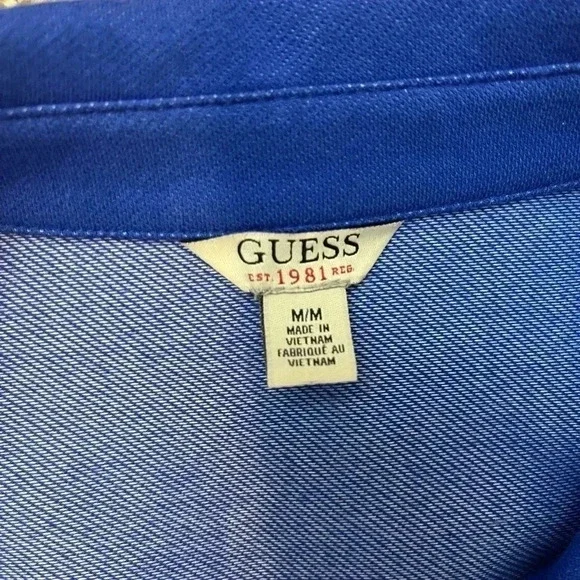 GUESS
EST. 1981 REG.
M/M
MADE IN
VIETNAM
FABRIQUÉ AU
VIETNAM